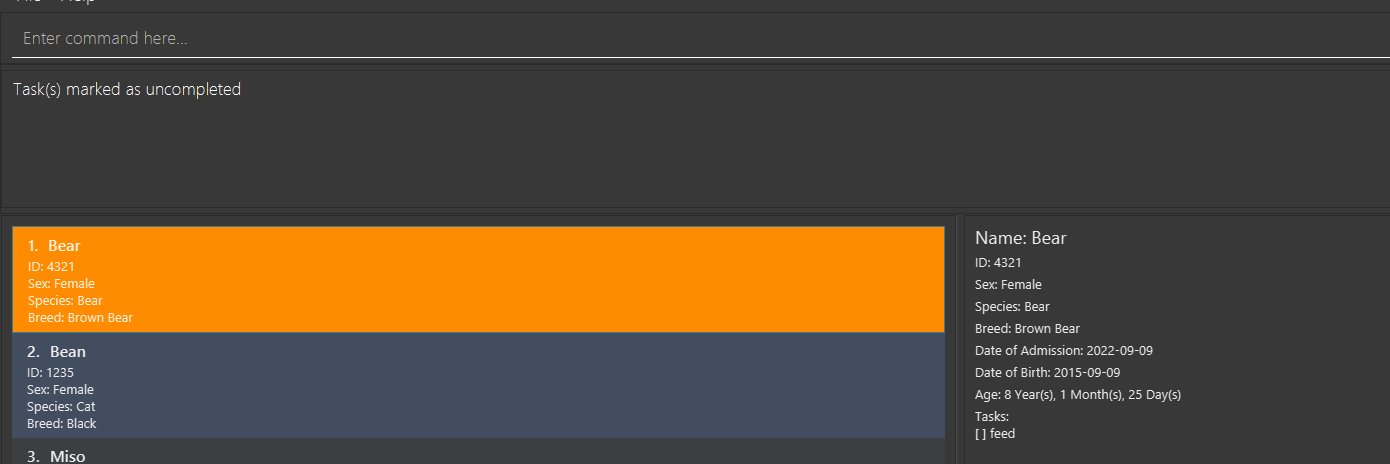 Enter command here...
Task(s) marked as uncompleted
1. Bear
ID: 4321
Sex: Female
Species: Bear
Breed: Brown Bear
2. Bean
ID: 1235
Sex: Female
Species: Cat
Breed: Black
3. Miso
Name: Bear
ID: 4321
Sex: Female
Species: Bear
Breed: Brown Bear
Date of Admission: 2022-09-09
Date of Birth: 2015-09-09
Age: 8 Year(s), 1 Month(s), 25 Day(s)
Tasks:
[ ] feed